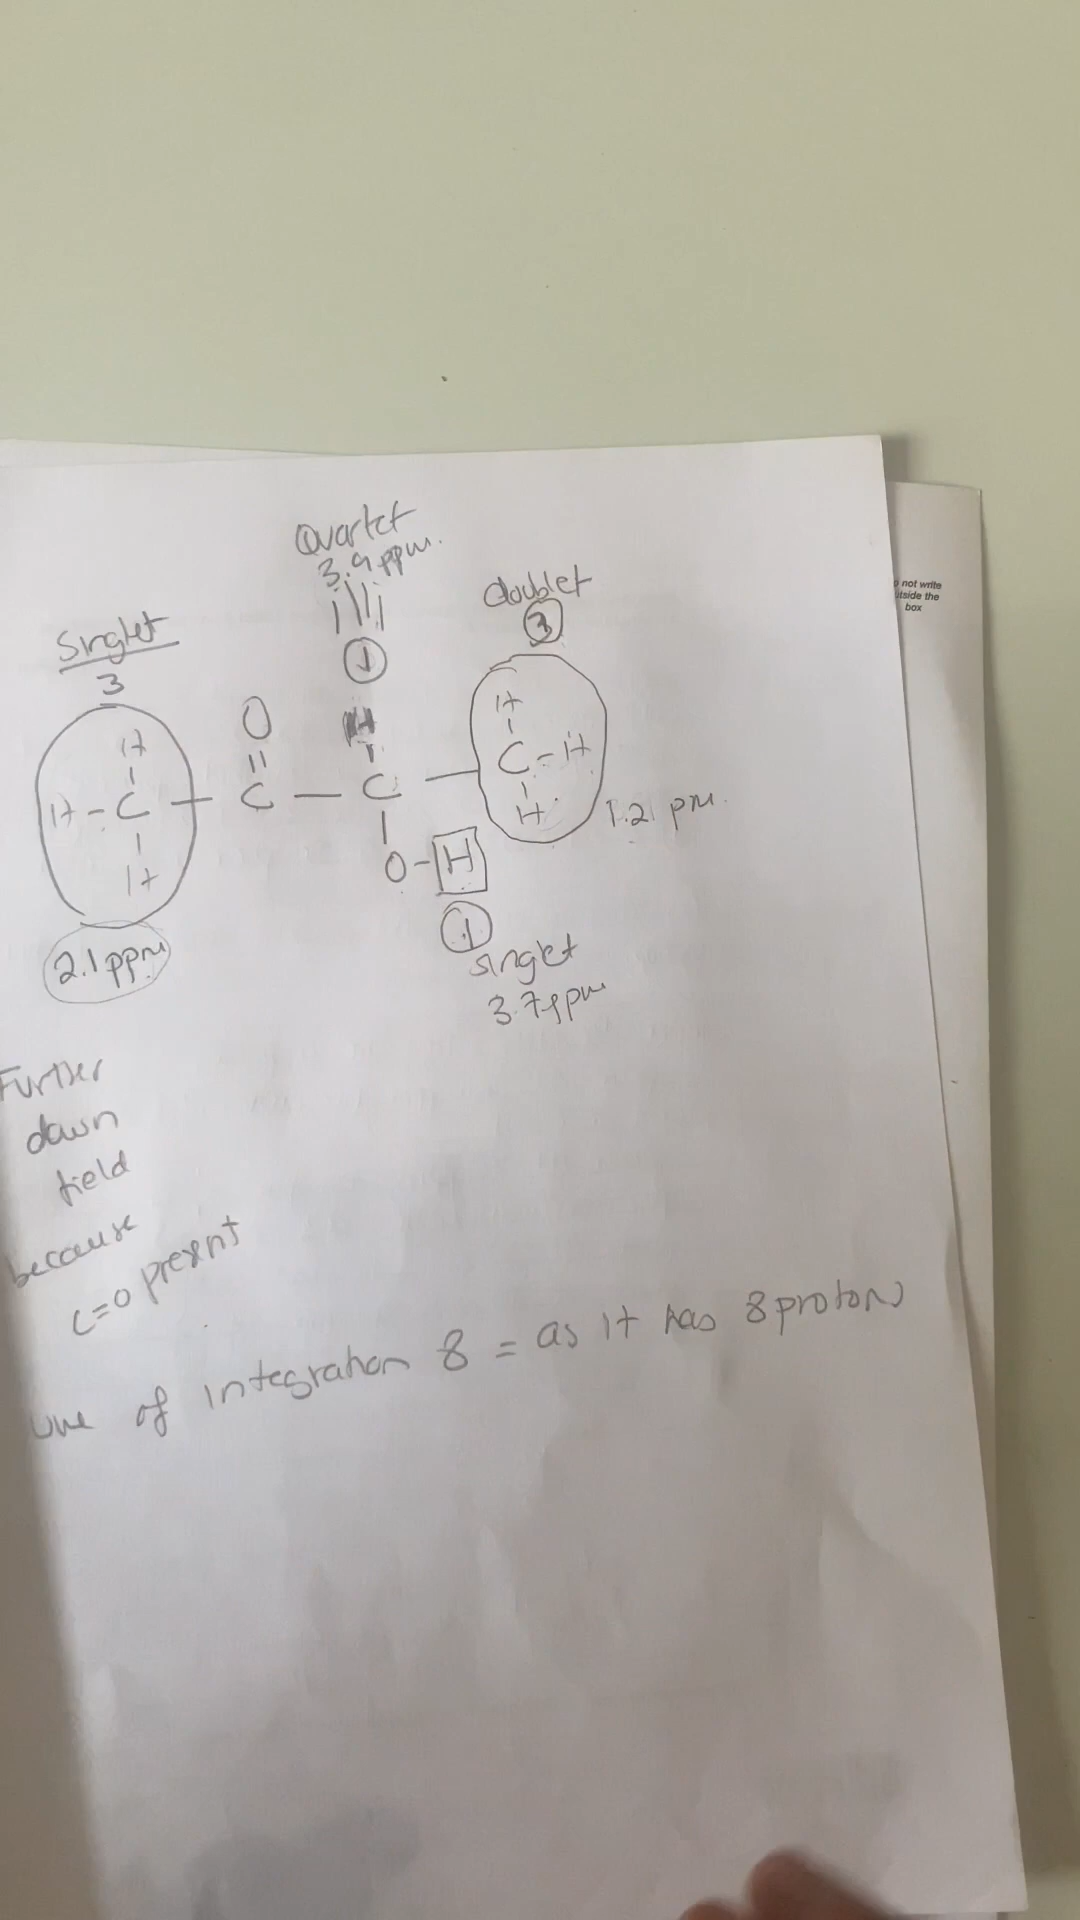 Quartet
3.9 ppm.
doublet
3
Singlet
3
1
H
H
H
O
H - C - C - C - C - H
H
H
O - H
1.21 ppm.
1
2.1 ppm
singlet
3.7 ppm
Further
down
field
because
C=O present
of integration 8 = as it has 8 protons
not write
outside the
box